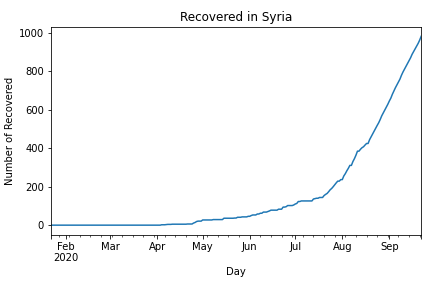 Recovered in Syria
Number of Recovered
1000
800
600
400
200
0
Feb Mar Apr May Jun Jul Aug Sep
2020
Day